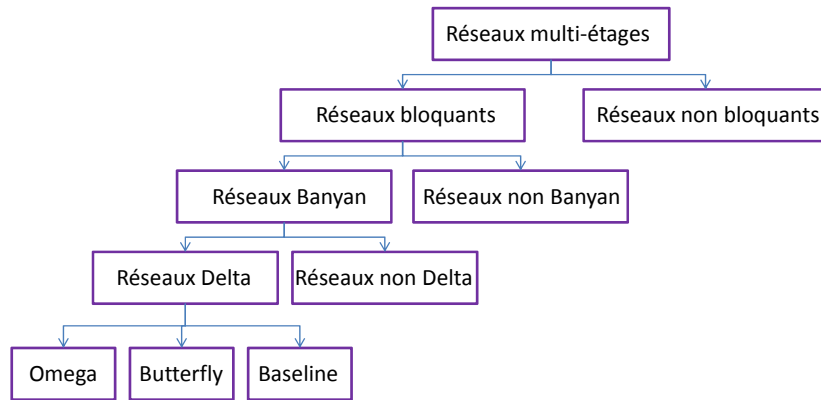 Réseaux multi-étages
Réseaux bloquants
Réseaux non bloquants
Réseaux Banyan
Réseaux non Banyan
Réseaux Delta
Réseaux non Delta
Omega
Butterfly
Baseline